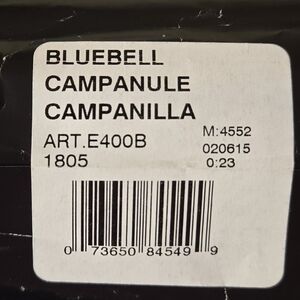 BLUEBELL
CAMPANULE
CAMPANILLA
ART.E400B
1805
M:4552
020615
0:23
0 73650 84549 9